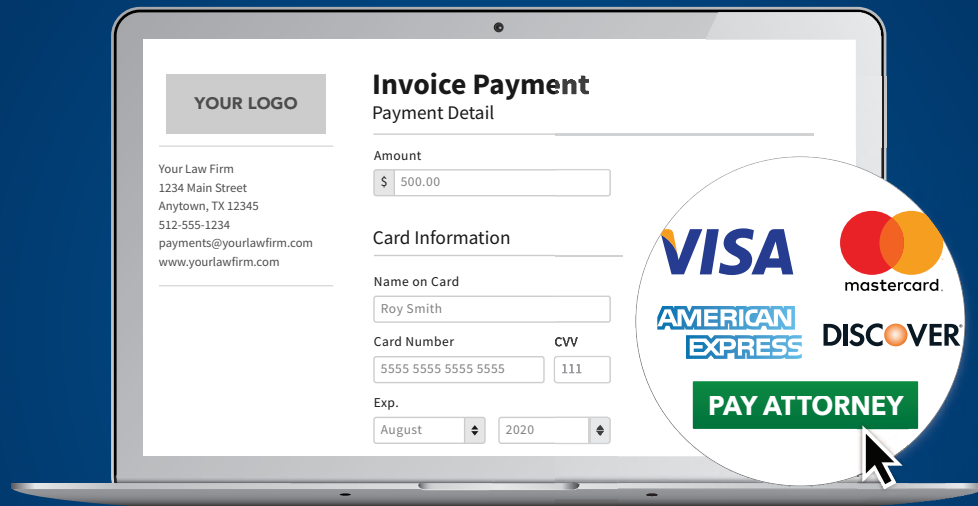 YOUR LOGO
Your Law Firm
1234 Main Street
Anytown, TX 12345
512-555-1234
payments@yourlawfirm.com
www.yourlawfirm.com
Invoice Payment
Payment Detail
Amount
$ 500.00
Card Information
Name on Card
Roy Smith
Card Number CVV
5555 5555 5555 5555 111
Exp.
August 2020
VISA
mastercard.
AMERICAN
EXPRESS
DISCOVER
PAY ATTORNEY